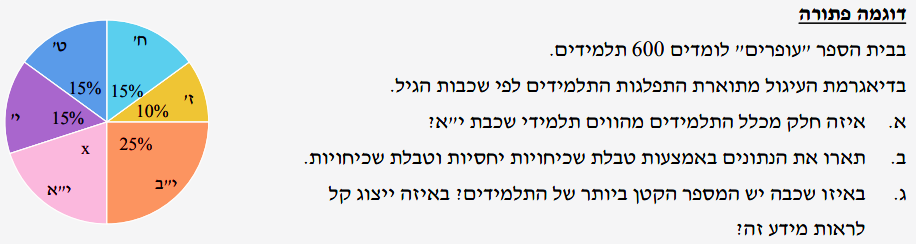 דוגמה פתורה
בבית הספר "עופרים" לומדים 600 תלמידים.
בדיאגרמת העיגול מתוארת התפלגות התלמידים לפי שכבות הגיל.
א. איזה חלק מכלל התלמידים מהווים תלמידי שכבת י"א?
ב. תארו את הנתונים באמצעות טבלת שכיחויות יחסיות וטבלת שכיחויות.
ג. באיזו שכבה יש המספר הקטן ביותר של התלמידים? באיזה ייצוג קל
לראות מידע זה?
ח'
15%
ז'
10%
25%
י"ב
x
י"א
15%
י'
15%
ט'